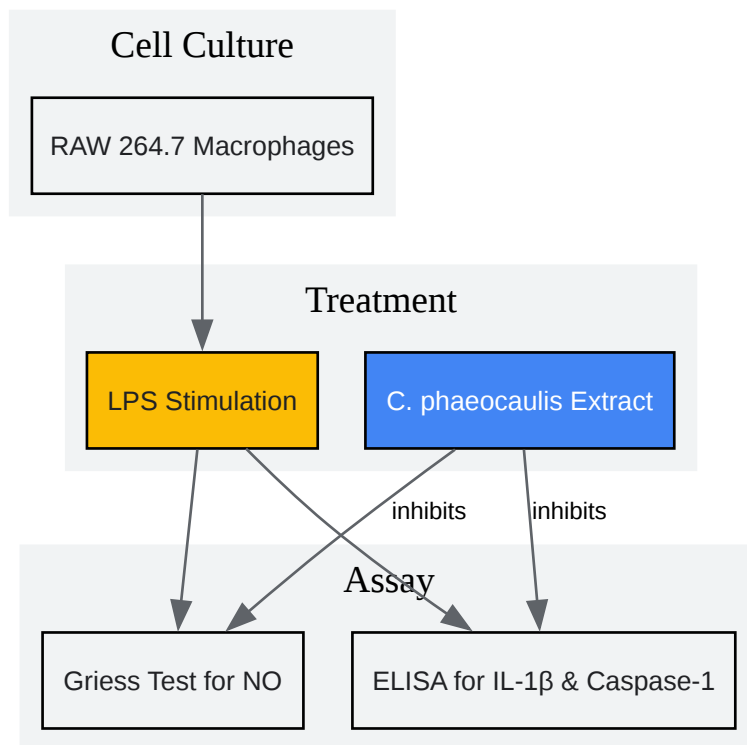 Cell Culture
RAW 264.7 Macrophages
Treatment
LPS Stimulation
C. phaeocaulis Extract
inhibits
inhibits
Assay
Griess Test for NO
ELISA for IL-1β & Caspase-1